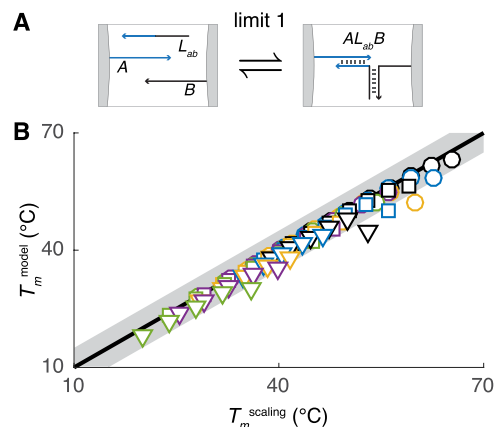 A
limit 1
L_ab
A
B
AL_abB
B
70
40
10
T_m^model (°C)
10
40
70
T_m^scaling (°C)